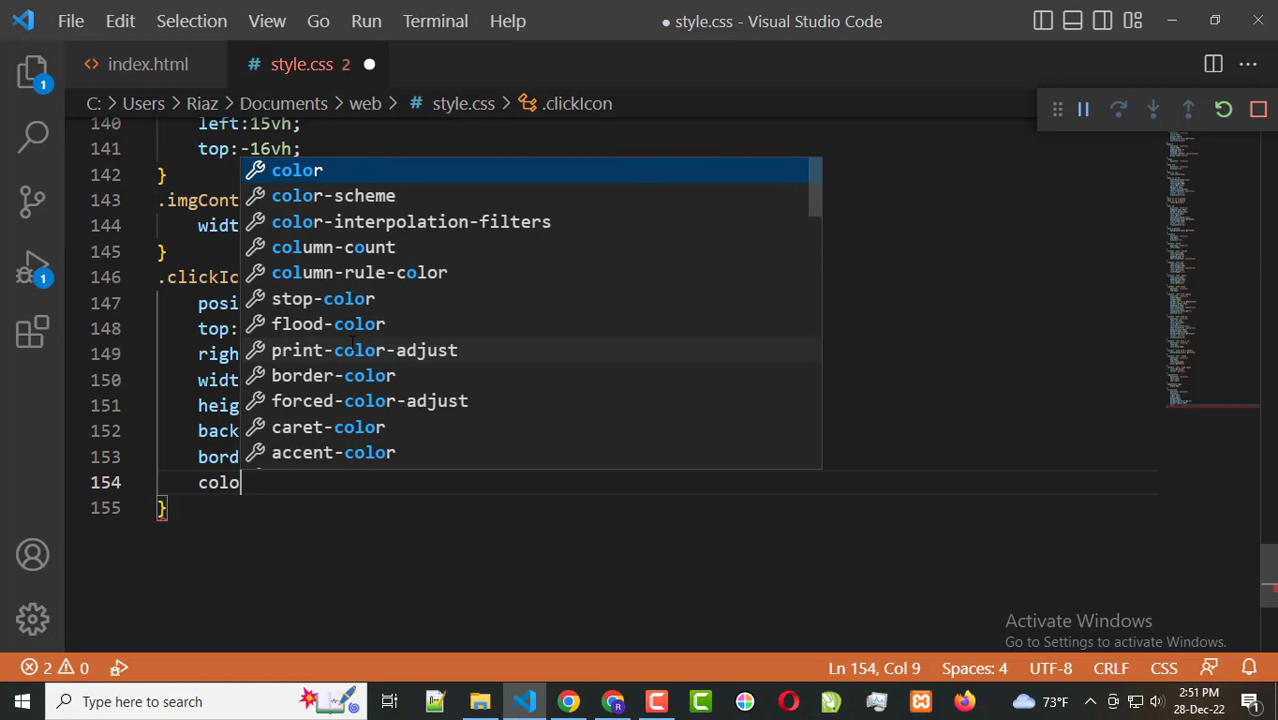 File Edit Selection View Go Run Terminal Help
● style.css - Visual Studio Code
<> index.html
# style.css 2 ●
C: > Users > Riaz > Documents > web > # style.css > .clickIcon
140 left:15vh;
141 top:-16vh;
142 }
143 .imgCont
144 widt
145 }
146 .clickIc
147 posi
148 top:
149 righ
150 widt
151 heig
152 back
153 bord
154 colo
155 }
color
color-scheme
color-interpolation-filters
column-count
column-rule-color
stop-color
flood-color
print-color-adjust
border-color
forced-color-adjust
caret-color
accent-color
1
1
Activate Windows
Go to Settings to activate Windows.
2 0
Ln 154, Col 9 Spaces: 4 UTF-8 CRLF CSS
Type here to search
73°F
2:51 PM
28-Dec-22
1